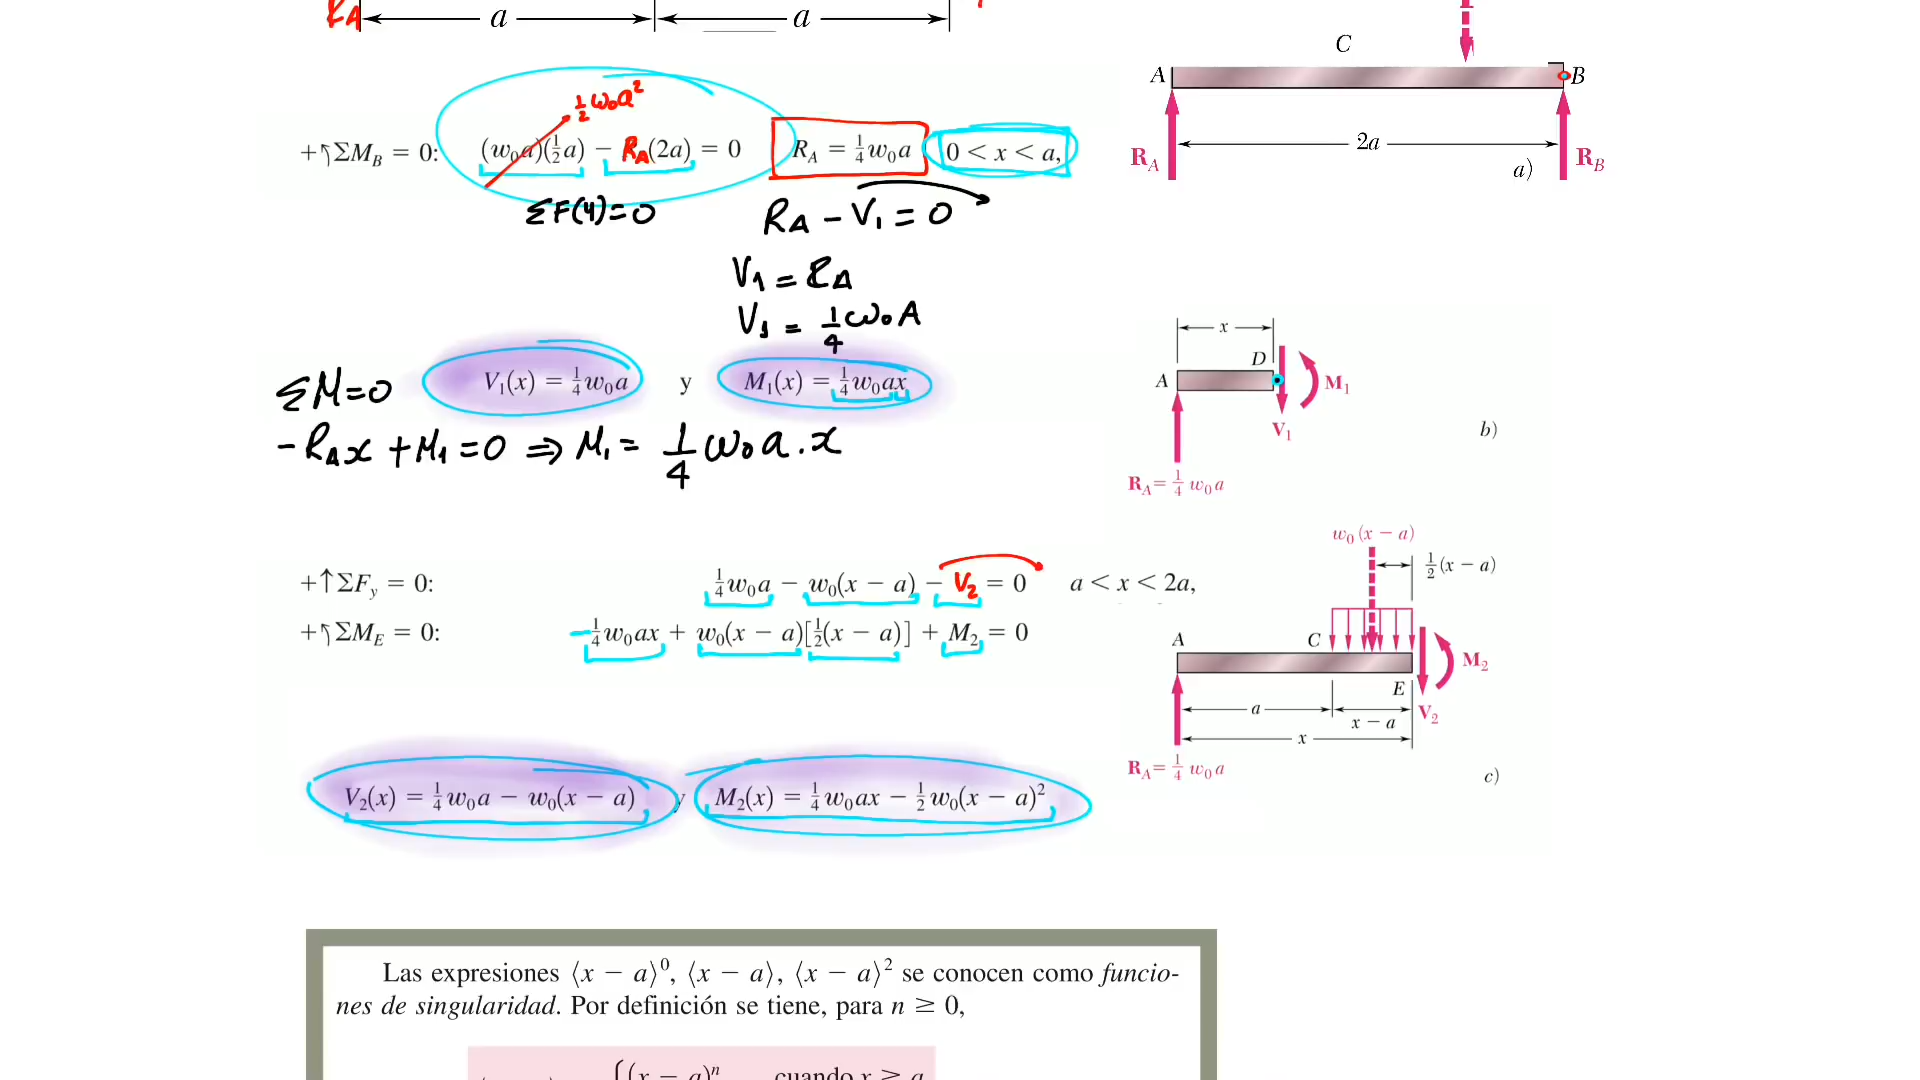 RA a a
C
A B
½ω₀a²
+↰ΣM_B = 0: (w₀a)(½a) − RA(2a) = 0 R_A = ¼w₀a 0 < x < a,
2a
R_A R_B
a)
ΣF(y)=0 RA − V₁ = 0
V₁ = RA
V₁ = ¼ω₀A
x
D
A M₁
V₁
b)
R_A = ¼ w₀a
ΣM=0 V₁(x) = ¼w₀a y M₁(x) = ¼w₀ax
−RAx + M₁ = 0 ⇒ M₁ = ¼ω₀a.x
w₀(x − a)
½(x − a)
+↑ΣF_y = 0: ¼w₀a − w₀(x − a) − V₂ = 0 a < x < 2a,
+↰ΣM_E = 0: −¼w₀ax + w₀(x − a)[½(x − a)] + M₂ = 0
A C M₂
E
a V₂
x − a
x
R_A = ¼ w₀a
c)
V₂(x) = ¼w₀a − w₀(x − a) y M₂(x) = ¼w₀ax − ½w₀(x − a)²
Las expresiones ⟨x − a⟩⁰, ⟨x − a⟩, ⟨x − a⟩² se conocen como funcio-
nes de singularidad. Por definición se tiene, para n ≥ 0,
(x − a)ⁿ cuando x ≥ a